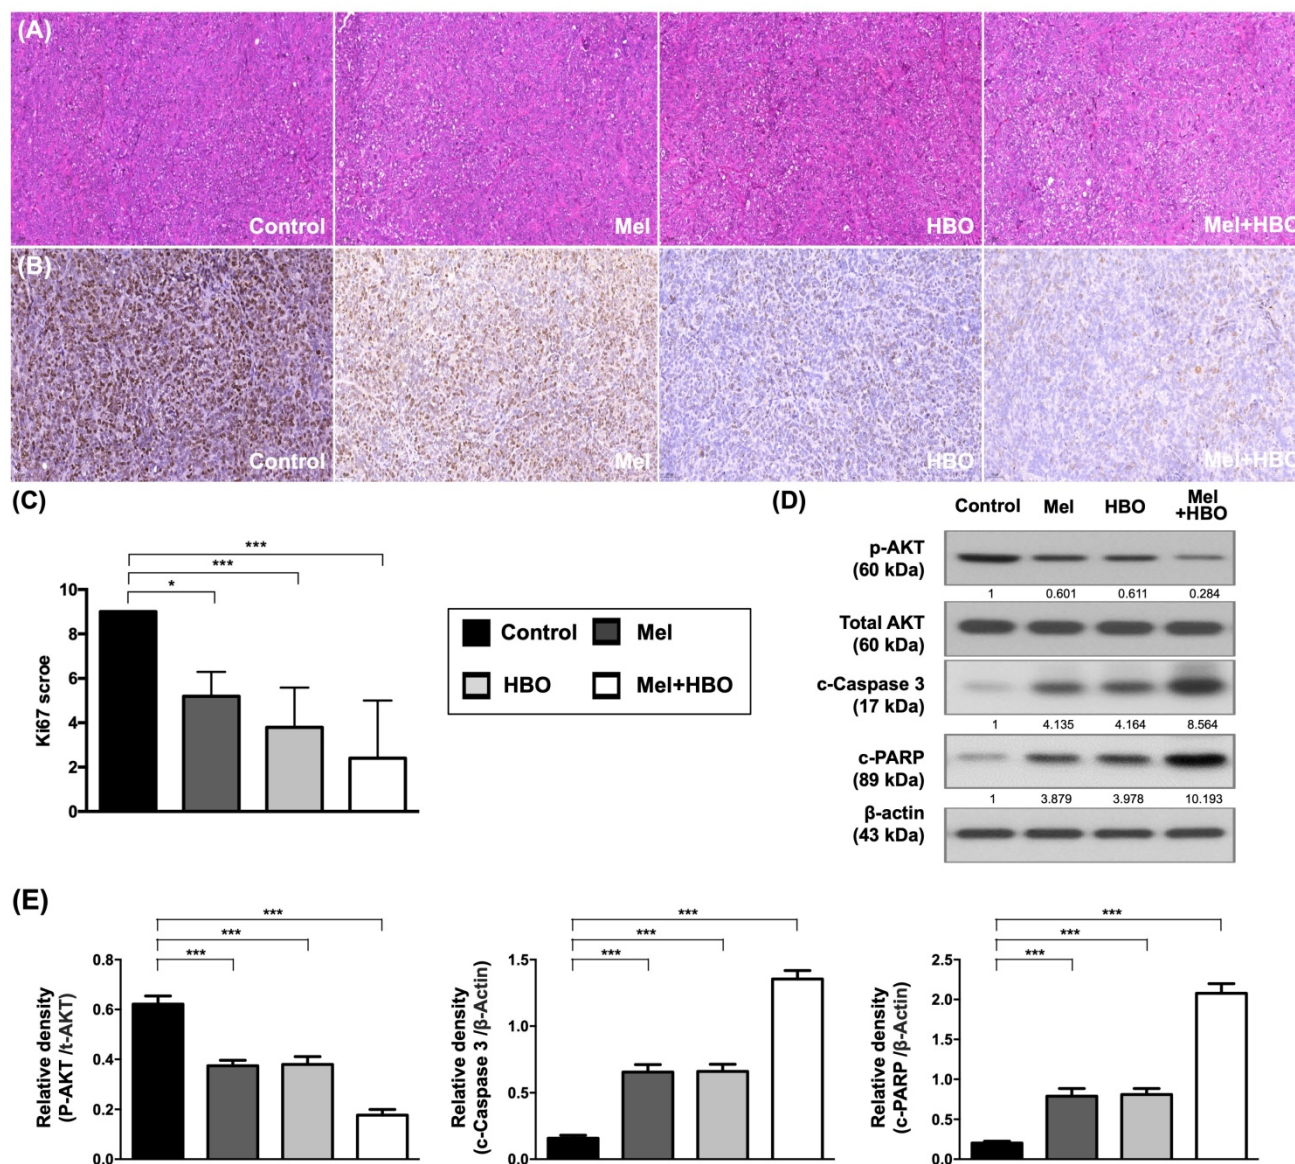 (A)
Control
Mel
HBO
Mel+HBO
(B)
Control
Mel
HBO
Mel+HBO
(C)
***
***
*
10
8
6
4
2
0
Ki67 scroe
Control
Mel
HBO
Mel+HBO
(D)
Control
Mel
HBO
Mel
+HBO
p-AKT
(60 kDa)
1 0.601 0.611 0.284
Total AKT
(60 kDa)
c-Caspase 3
(17 kDa)
1 4.135 4.164 8.564
c-PARP
(89 kDa)
1 3.879 3.978 10.193
β-actin
(43 kDa)
(E)
***
***
***
0.8
0.6
0.4
0.2
0.0
Relative density
(P-AKT /t-AKT)
***
***
***
1.5
1.0
0.5
0.0
Relative density
(c-Caspase 3 /β-Actin)
***
***
***
2.5
2.0
1.5
1.0
0.5
0.0
Relative density
(c-PARP /β-Actin)